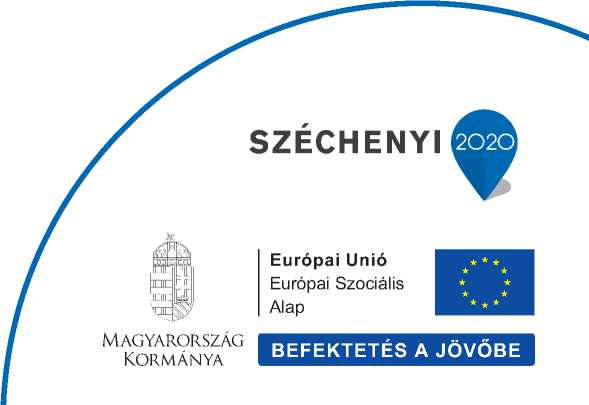 SZÉCHENYI 2020
Európai Unió
Európai Szociális
Alap
MAGYARORSZÁG
KORMÁNYA
BEFEKTETÉS A JÖVŐBE